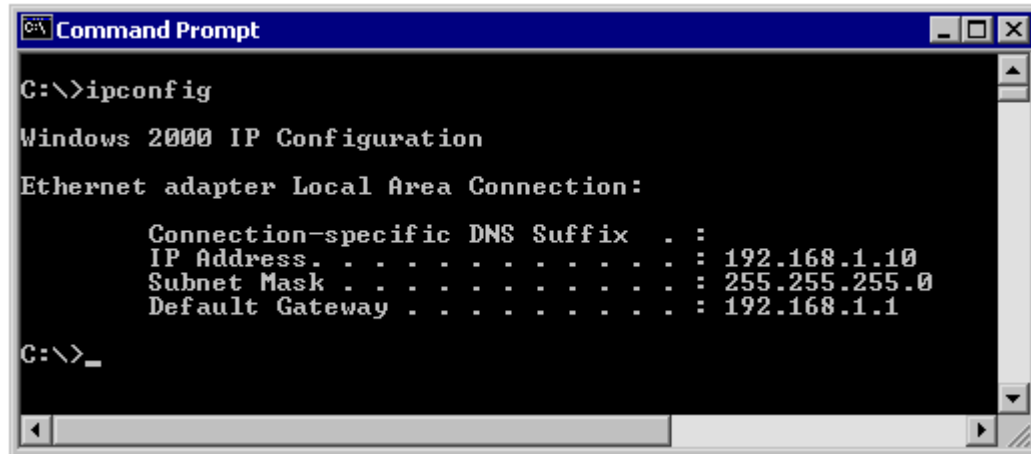 Command Prompt
C:\>ipconfig
Windows 2000 IP Configuration
Ethernet adapter Local Area Connection:
Connection-specific DNS Suffix  . :
IP Address. . . . . . . . . . . . : 192.168.1.10
Subnet Mask . . . . . . . . . . . : 255.255.255.0
Default Gateway . . . . . . . . . : 192.168.1.1
C:\>_